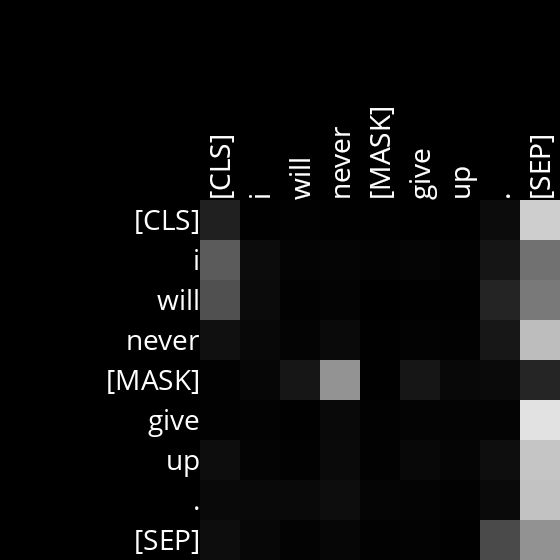 [CLS] i will never [MASK] give up . [SEP]
[CLS]
i
will
never
[MASK]
give
up
.
[SEP]